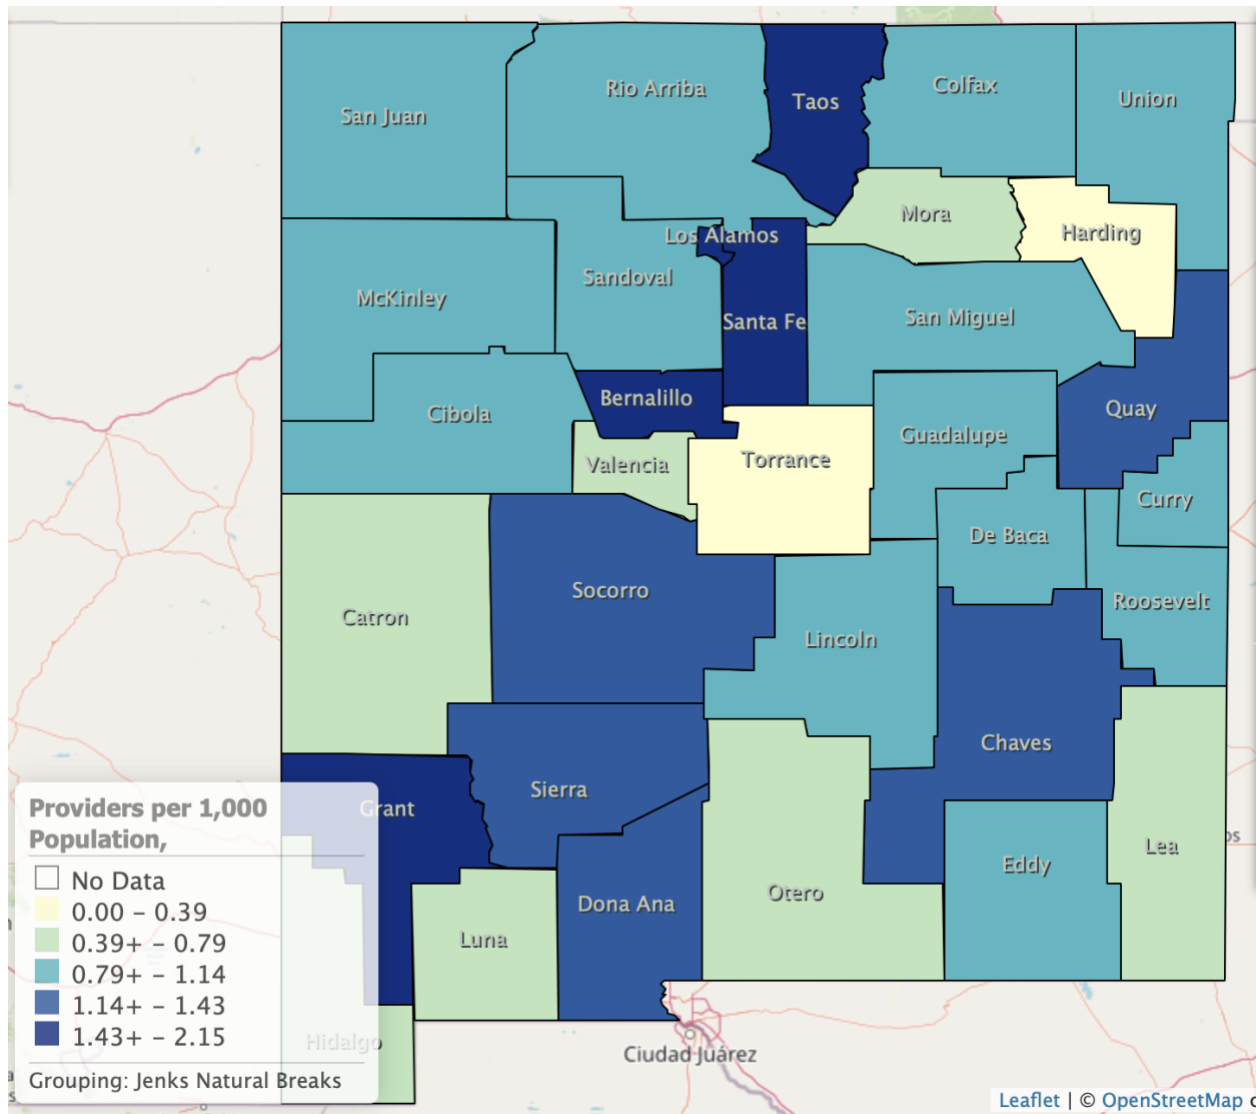 San Juan
Rio Arriba
Taos
Colfax
Union
Mora
Harding
Los Alamos
McKinley
Sandoval
Santa Fe
San Miguel
Bernalillo
Quay
Cibola
Guadalupe
Valencia
Torrance
Curry
De Baca
Catron
Socorro
Roosevelt
Lincoln
Chaves
Sierra
Grant
Lea
Eddy
Otero
Dona Ana
Luna
Hidalgo
Ciudad Juárez
Providers per 1,000
Population,
No Data
0.00 – 0.39
0.39+ – 0.79
0.79+ – 1.14
1.14+ – 1.43
1.43+ – 2.15
Grouping: Jenks Natural Breaks
Leaflet | © OpenStreetMap